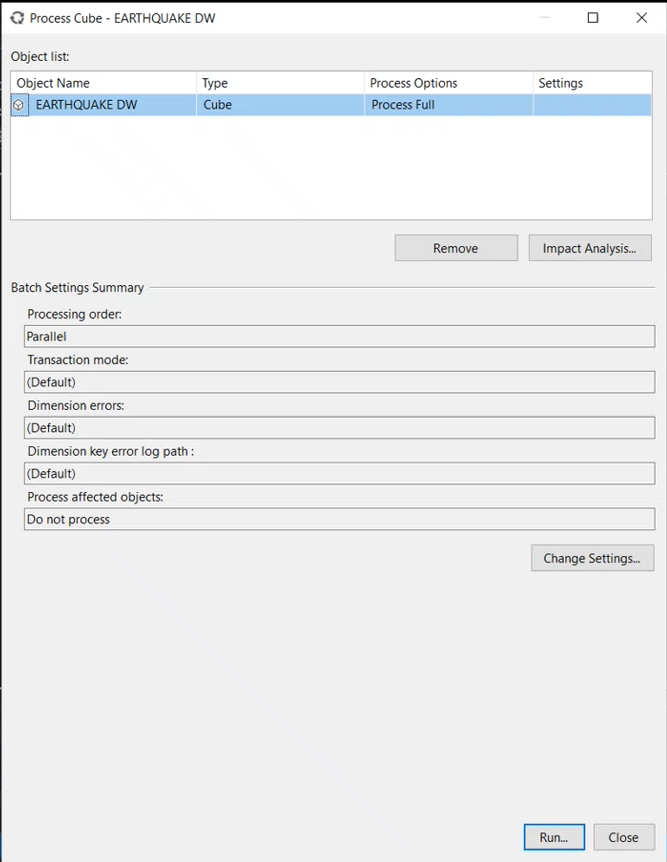 Process Cube - EARTHQUAKE DW
Object list:
Object Name Type Process Options Settings
EARTHQUAKE DW Cube Process Full
Remove Impact Analysis...
Batch Settings Summary
Processing order:
Parallel
Transaction mode:
(Default)
Dimension errors:
(Default)
Dimension key error log path :
(Default)
Process affected objects:
Do not process
Change Settings...
Run... Close